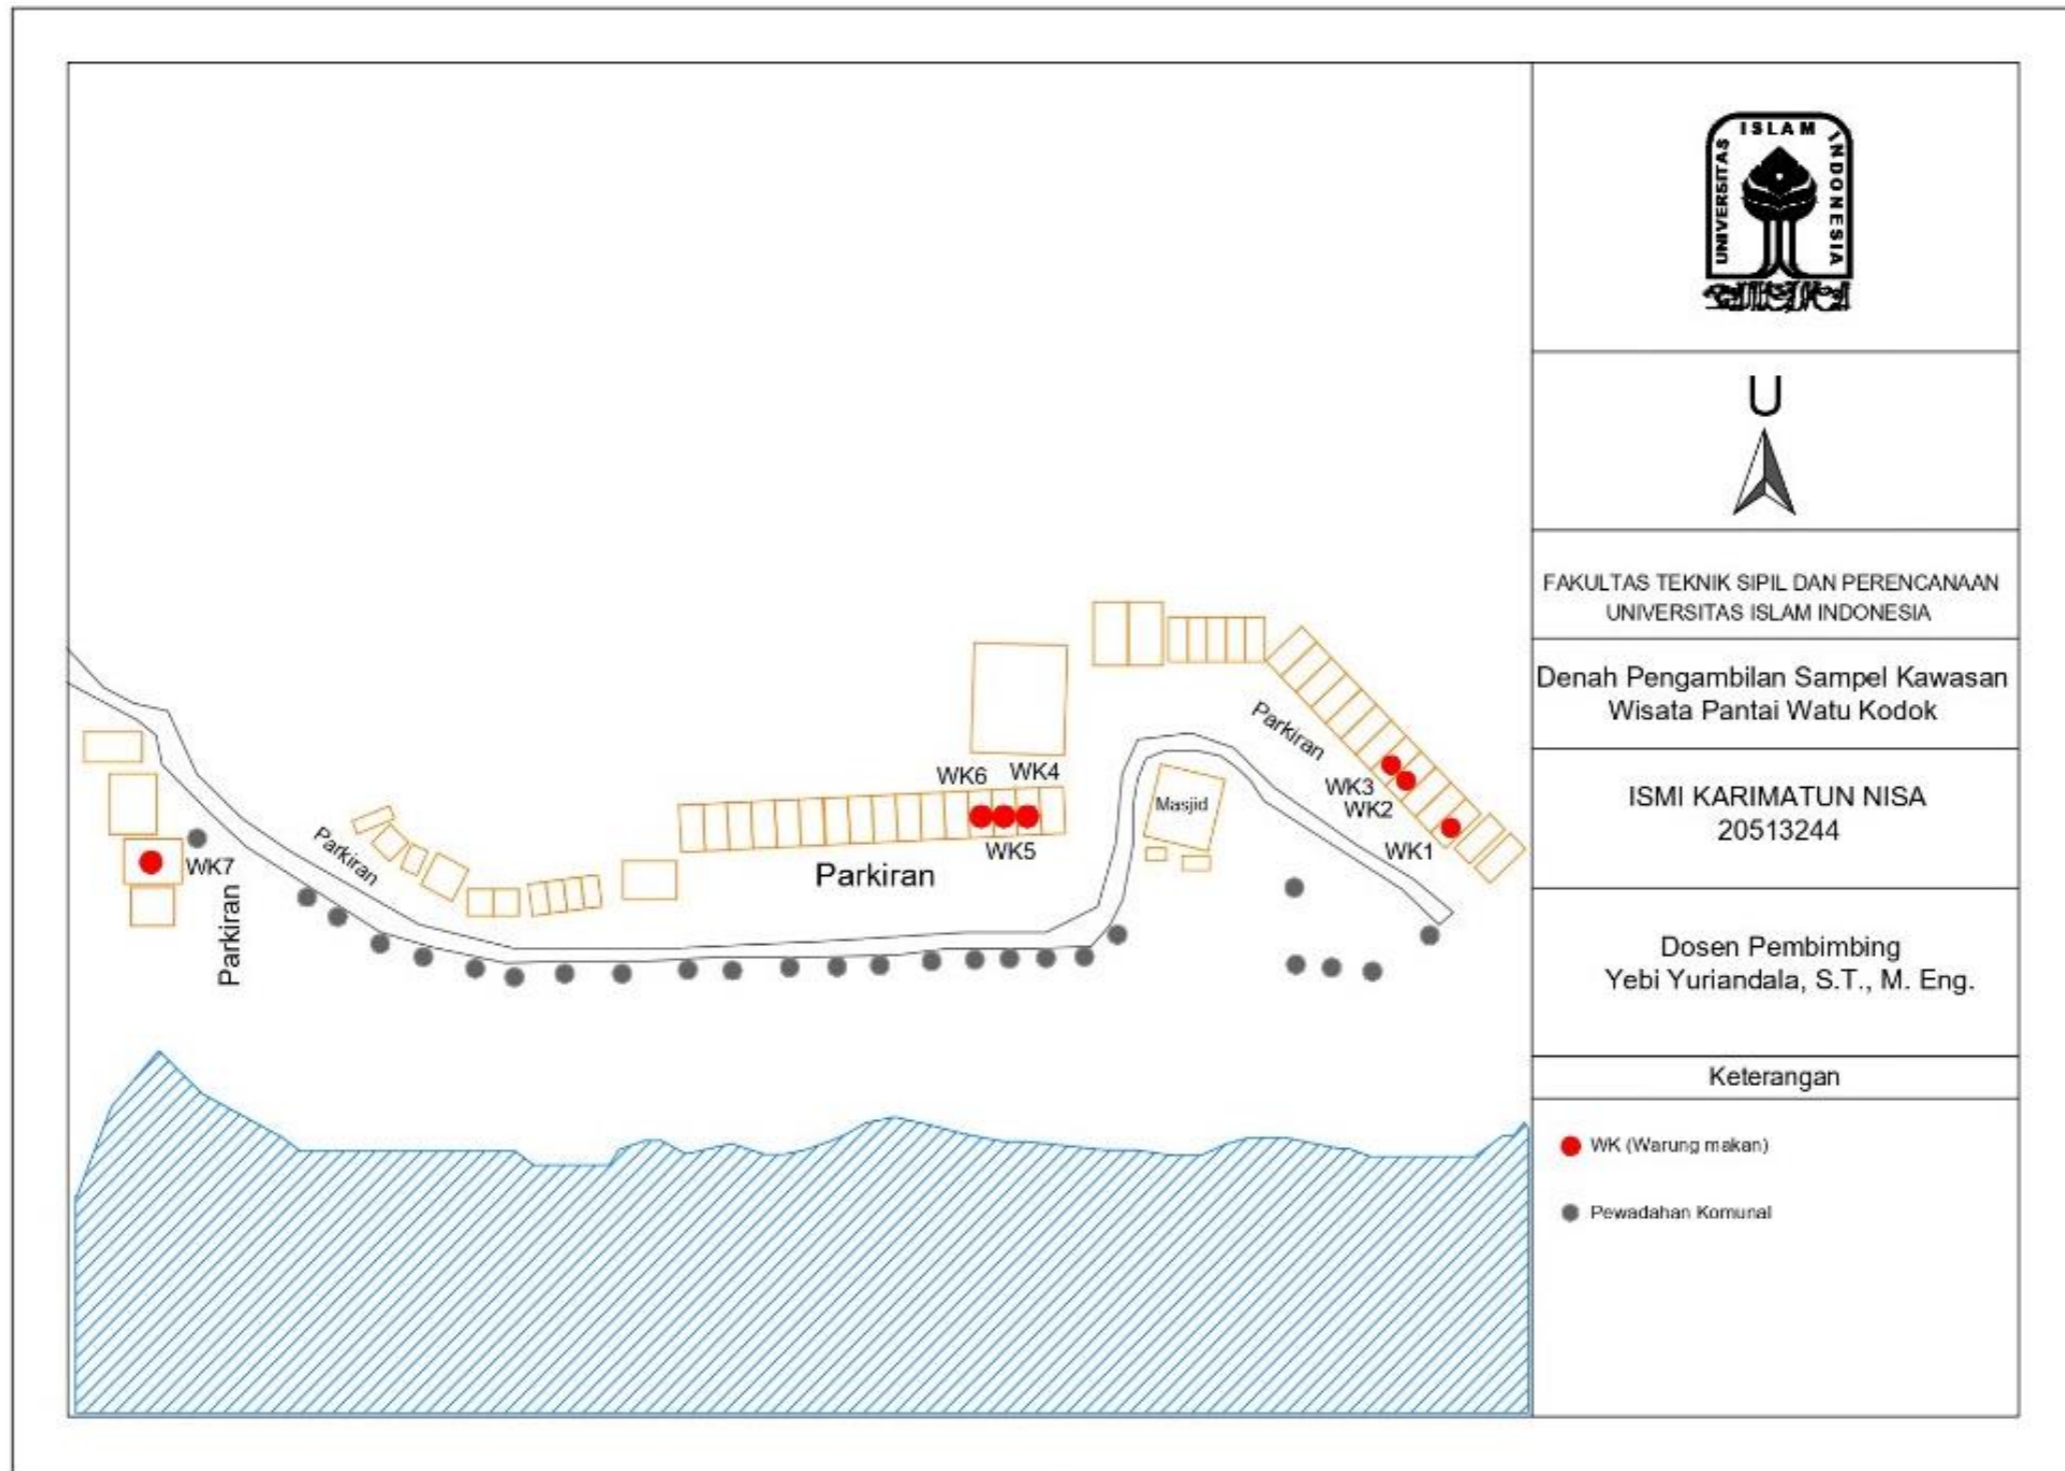 WK6
WK4
WK5
Parkiran
Parkiran
WK7
Parkiran
Masjid
Parkiran
WK3
WK2
WK1
UNIVERSITAS ISLAM INDONESIA
U
FAKULTAS TEKNIK SIPIL DAN PERENCANAAN
UNIVERSITAS ISLAM INDONESIA
Denah Pengambilan Sampel Kawasan
Wisata Pantai Watu Kodok
ISMI KARIMATUN NISA
20513244
Dosen Pembimbing
Yebi Yuriandala, S.T., M. Eng.
Keterangan
WK (Warung makan)
Pewadahan Komunal